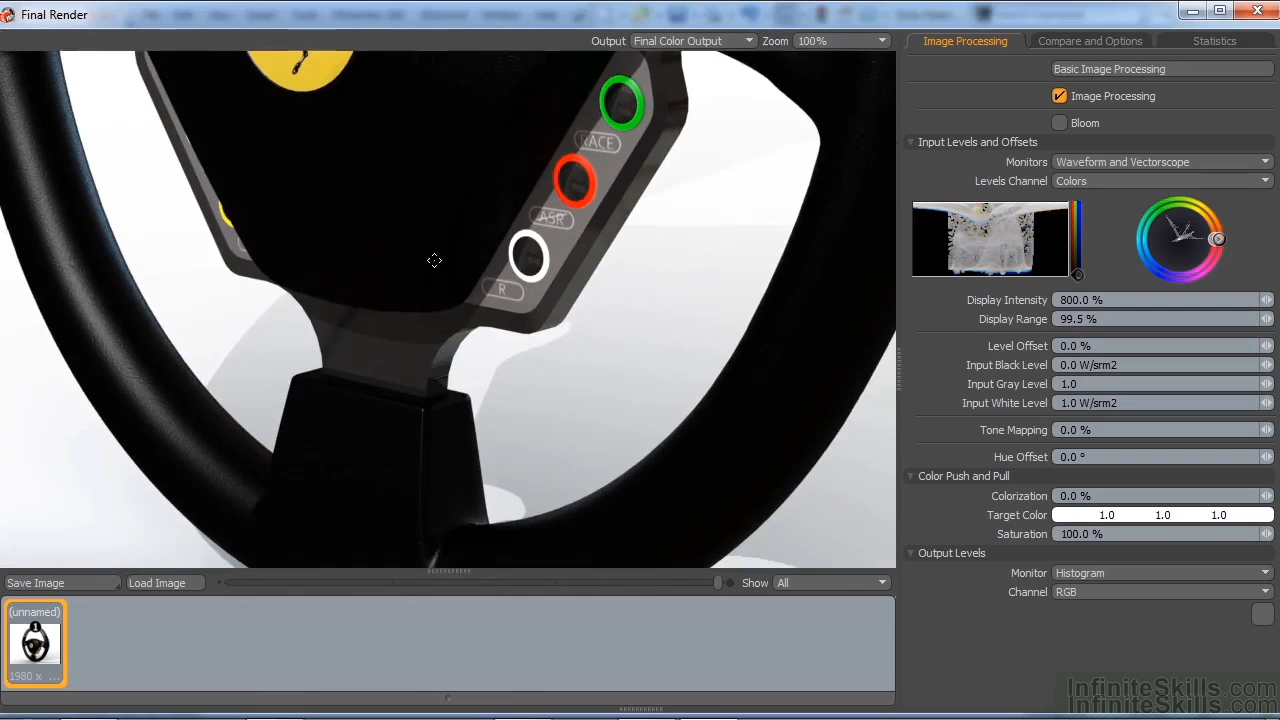 Final Render
Output Final Color Output Zoom 100%
Image Processing Compare and Options Statistics
Basic Image Processing
Image Processing
Bloom
Input Levels and Offsets
Monitors Waveform and Vectorscope
Levels Channel Colors
Display Intensity 800.0 %
Display Range 99.5 %
Level Offset 0.0 %
Input Black Level 0.0 W/srm2
Input Gray Level 1.0
Input White Level 1.0 W/srm2
Tone Mapping 0.0 %
Hue Offset 0.0 °
Color Push and Pull
Colorization 0.0 %
Target Color 1.0 1.0 1.0
Saturation 100.0 %
Output Levels
Monitor Histogram
Channel RGB
RACE
ASR
R
Save Image Load Image Show All
(unnamed)
1
1980 x ...
InfiniteSkills.com
InfiniteSkills.com